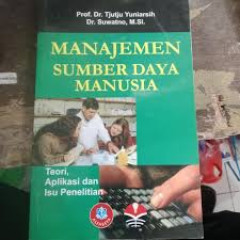 Prof. Dr. Tjutju Yuniarsih
Dr. Suwatno, M.Si.
MANAJEMEN
SUMBER DAYA
MANUSIA
Teori,
Aplikasi dan
Isu Penelitian